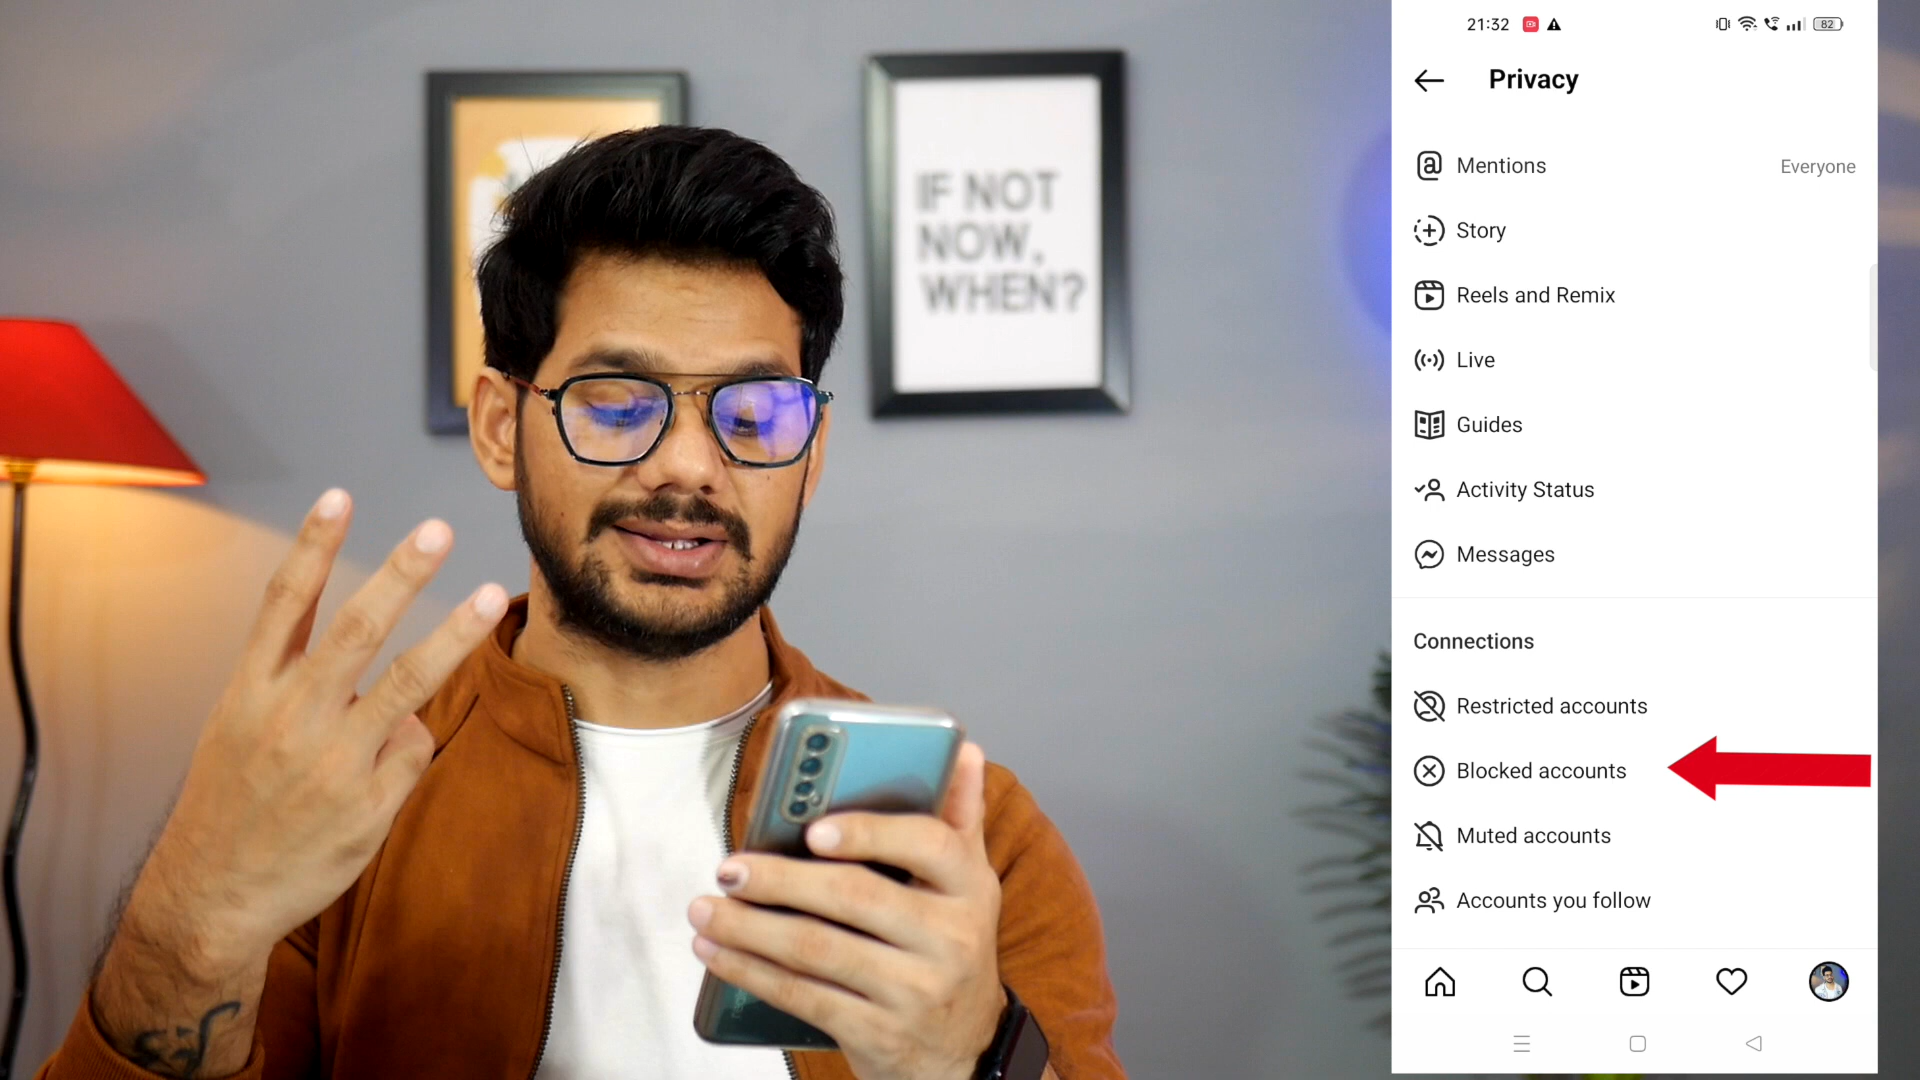 IF NOT
NOW,
WHEN?
21:32
82
Privacy
Mentions
Everyone
Story
Reels and Remix
Live
Guides
Activity Status
Messages
Connections
Restricted accounts
Blocked accounts
Muted accounts
Accounts you follow